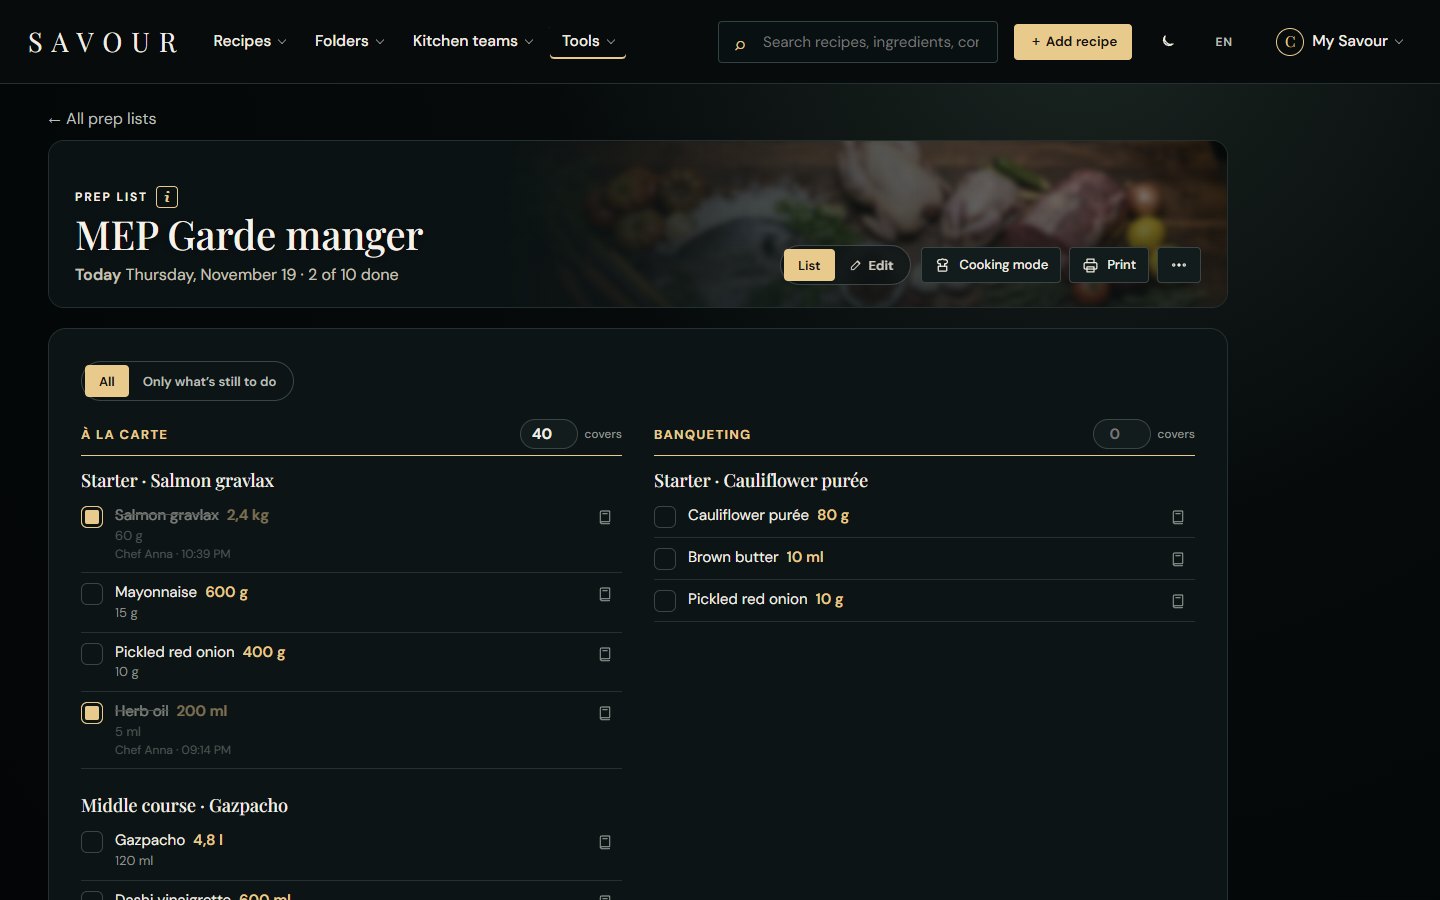 SAVOUR
Recipes
Folders
Kitchen teams
Tools
Search recipes, ingredients, cor
+ Add recipe
EN
C My Savour
← All prep lists
PREP LIST i
MEP Garde manger
Today Thursday, November 19 · 2 of 10 done
List
Edit
Cooking mode
Print
All
Only what’s still to do
À LA CARTE
40 covers
Starter · Salmon gravlax
Salmon gravlax 2,4 kg
60 g
Chef Anna · 10:39 PM
Mayonnaise 600 g
15 g
Pickled red onion 400 g
10 g
Herb oil 200 ml
5 ml
Chef Anna · 09:14 PM
Middle course · Gazpacho
Gazpacho 4,8 l
120 ml
Dashi vinaigrette 600 ml
BANQUETING
0 covers
Starter · Cauliflower purée
Cauliflower purée 80 g
Brown butter 10 ml
Pickled red onion 10 g